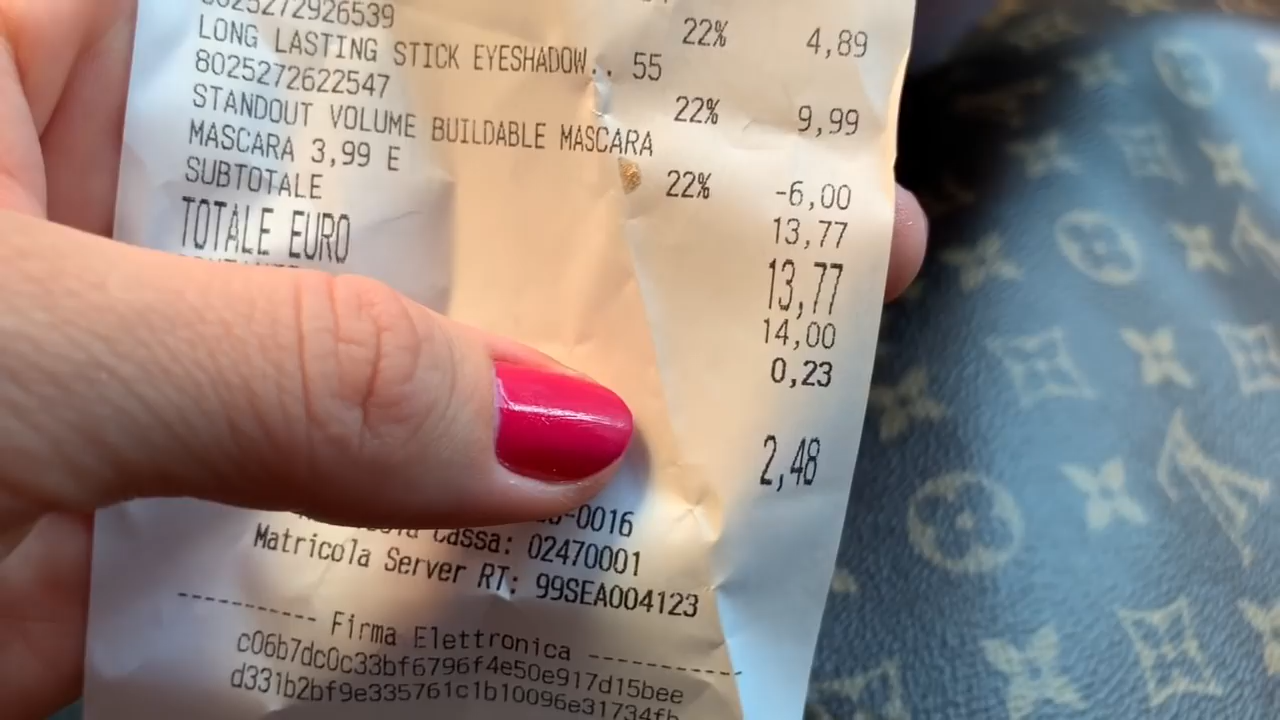 8025272926539
22% 4,89
LONG LASTING STICK EYESHADOW.. 55
8025272622547
22% 9,99
STANDOUT VOLUME BUILDABLE MASCARA
MASCARA 3,99 E
22% -6,00
SUBTOTALE 13,77
TOTALE EURO 13,77
14,00
0,23
2,48
-0016
Cassa: 02470001
Matricola Server RT: 99SEA004123
---------- Firma Elettronica -----------
c06b7dc0c33bf6796f4e50e917d15bee
d331b2bf9e335761c1b10096e31734fb